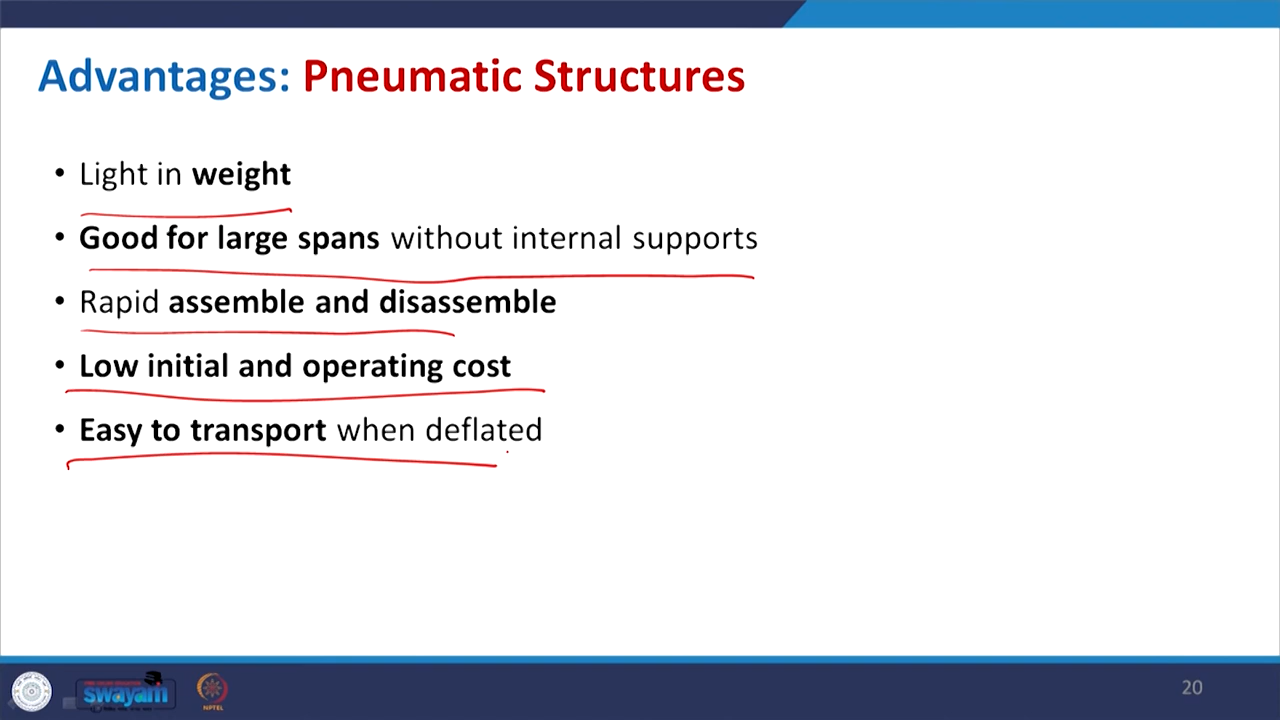 Advantages: Pneumatic Structures
• Light in weight
• Good for large spans without internal supports
• Rapid assemble and disassemble
• Low initial and operating cost
• Easy to transport when deflated
swayam
NPTEL
20